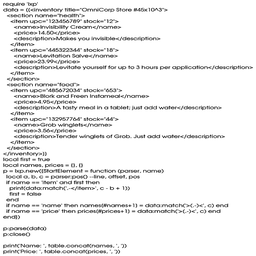 require 'lxp'
data = [[<inventory title="OmniCorp Store #45x10^3">
<section name="health">
<item upc="123456789" stock="12">
<name>Invisibility Cream</name>
<price>14.50</price>
<description>Makes you invisible</description>
</item>
<item upc="445322344" stock="18">
<name>Levitation Salve</name>
<price>23.99</price>
<description>Levitate yourself for up to 3 hours per application</description>
</item>
</section>
<section name="food">
<item upc="485672034" stock="653">
<name>Blork and Freen Instameal</name>
<price>4.95</price>
<description>A tasty meal in a tablet; just add water</description>
</item>
<item upc="132957764" stock="44">
<name>Grob winglets</name>
<price>3.56</price>
<description>Tender winglets of Grob. Just add water</description>
</item>
</section>
</inventory>]]
local first = true
local names, prices = {}, {}
p = lxp.new({StartElement = function (parser, name)
local a, b, c = parser:pos() --line, offset, pos
if name == 'item' and first then
print(data:match('.-</item>', c - b + 1))
first = false
end
if name == 'name' then names[#names+1] = data:match('>(.-)<', c) end
if name == 'price' then prices[#prices+1] = data:match('>(.-)<', c) end
end})
p:parse(data)
p:close()
print('Name: ', table.concat(names, ', '))
print('Price: ', table.concat(prices, ', '))